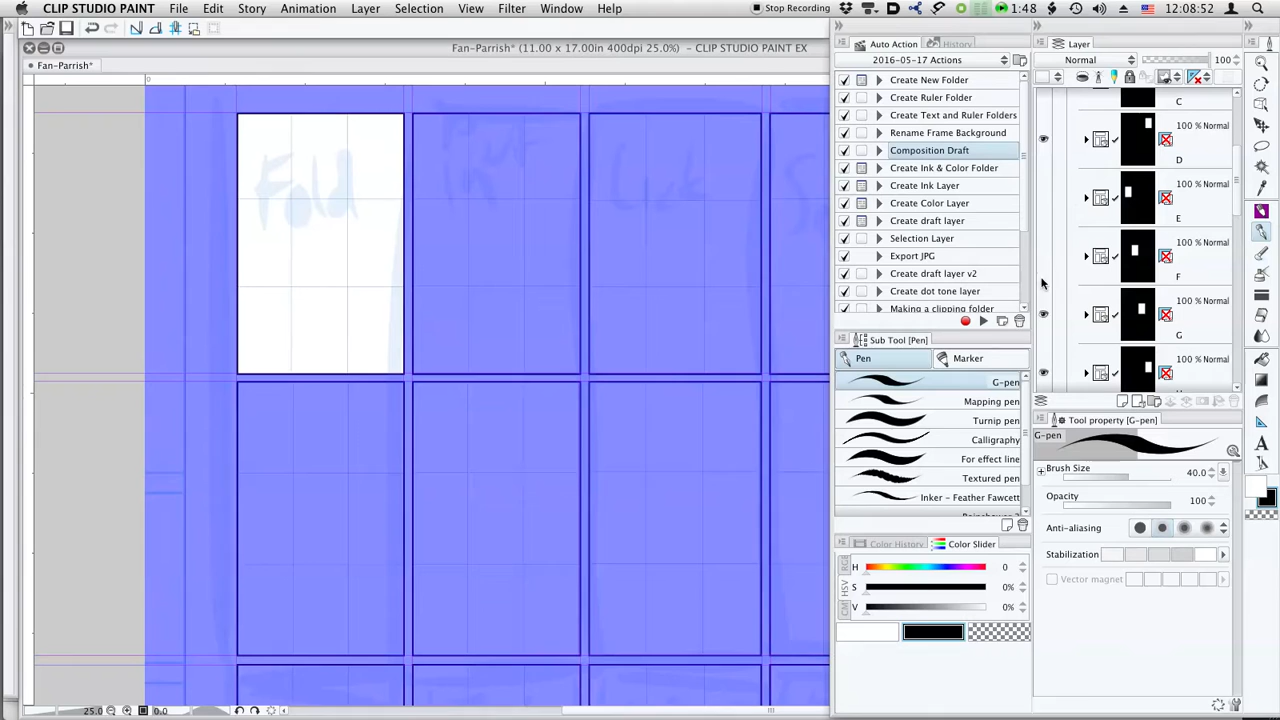 CLIP STUDIO PAINT File Edit Story Animation Layer Selection View Filter Window Help Stop Recording 1:48 12:08:52
Fan-Parrish* (11.00 x 17.00in 400dpi 25.0%) - CLIP STUDIO PAINT EX
Fan-Parrish*
0
Fold
25.0
0.0
Auto Action
History
2016-05-17 Actions
Create New Folder
Create Ruler Folder
Create Text and Ruler Folders
Rename Frame Background
Composition Draft
Create Ink & Color Folder
Create Ink Layer
Create Color Layer
Create draft layer
Selection Layer
Export JPG
Create draft layer v2
Create dot tone layer
Making a clipping folder
Sub Tool [Pen]
Pen
Marker
G-pen
Mapping pen
Turnip pen
Calligraphy
For effect line
Textured pen
Inker - Feather Fawcett
Color History
Color Slider
RGB
HSV
CM
H 0
S 0%
V 0%
Layer
Normal 100
C
100 % Normal
D
100 % Normal
E
100 % Normal
F
100 % Normal
G
100 % Normal
Tool property [G-pen]
G-pen
Brush Size 40.0
Opacity 100
Anti-aliasing
Stabilization
Vector magnet